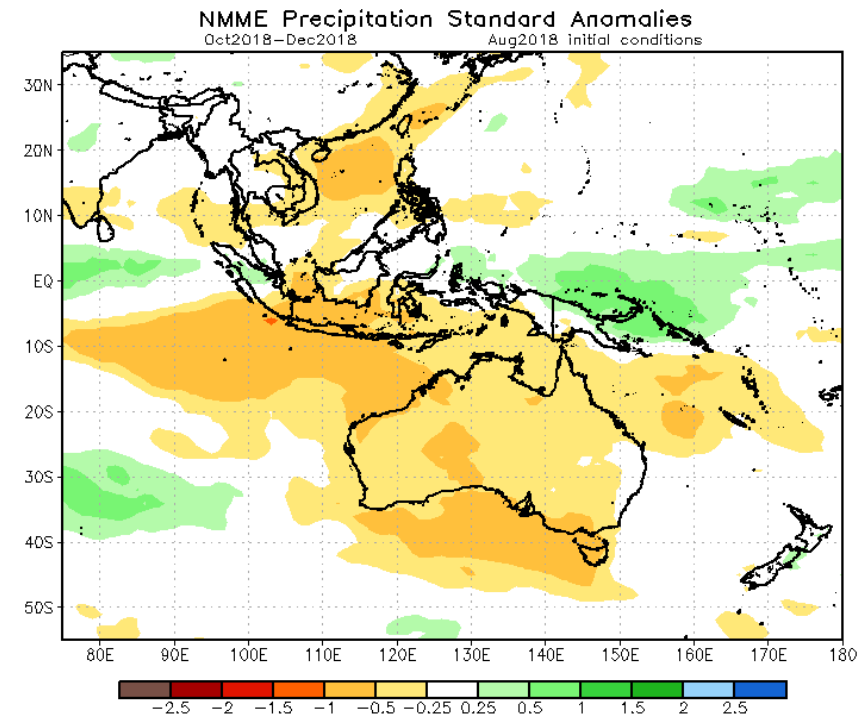 NMME Precipitation Standard Anomalies
Oct2018-Dec2018 Aug2018 initial conditions
30N
20N
10N
EQ
10S
20S
30S
40S
50S
80E 90E 100E 110E 120E 130E 140E 150E 160E 170E 180
-2.5 -2 -1.5 -1 -0.5 -0.25 0.25 0.5 1 1.5 2 2.5